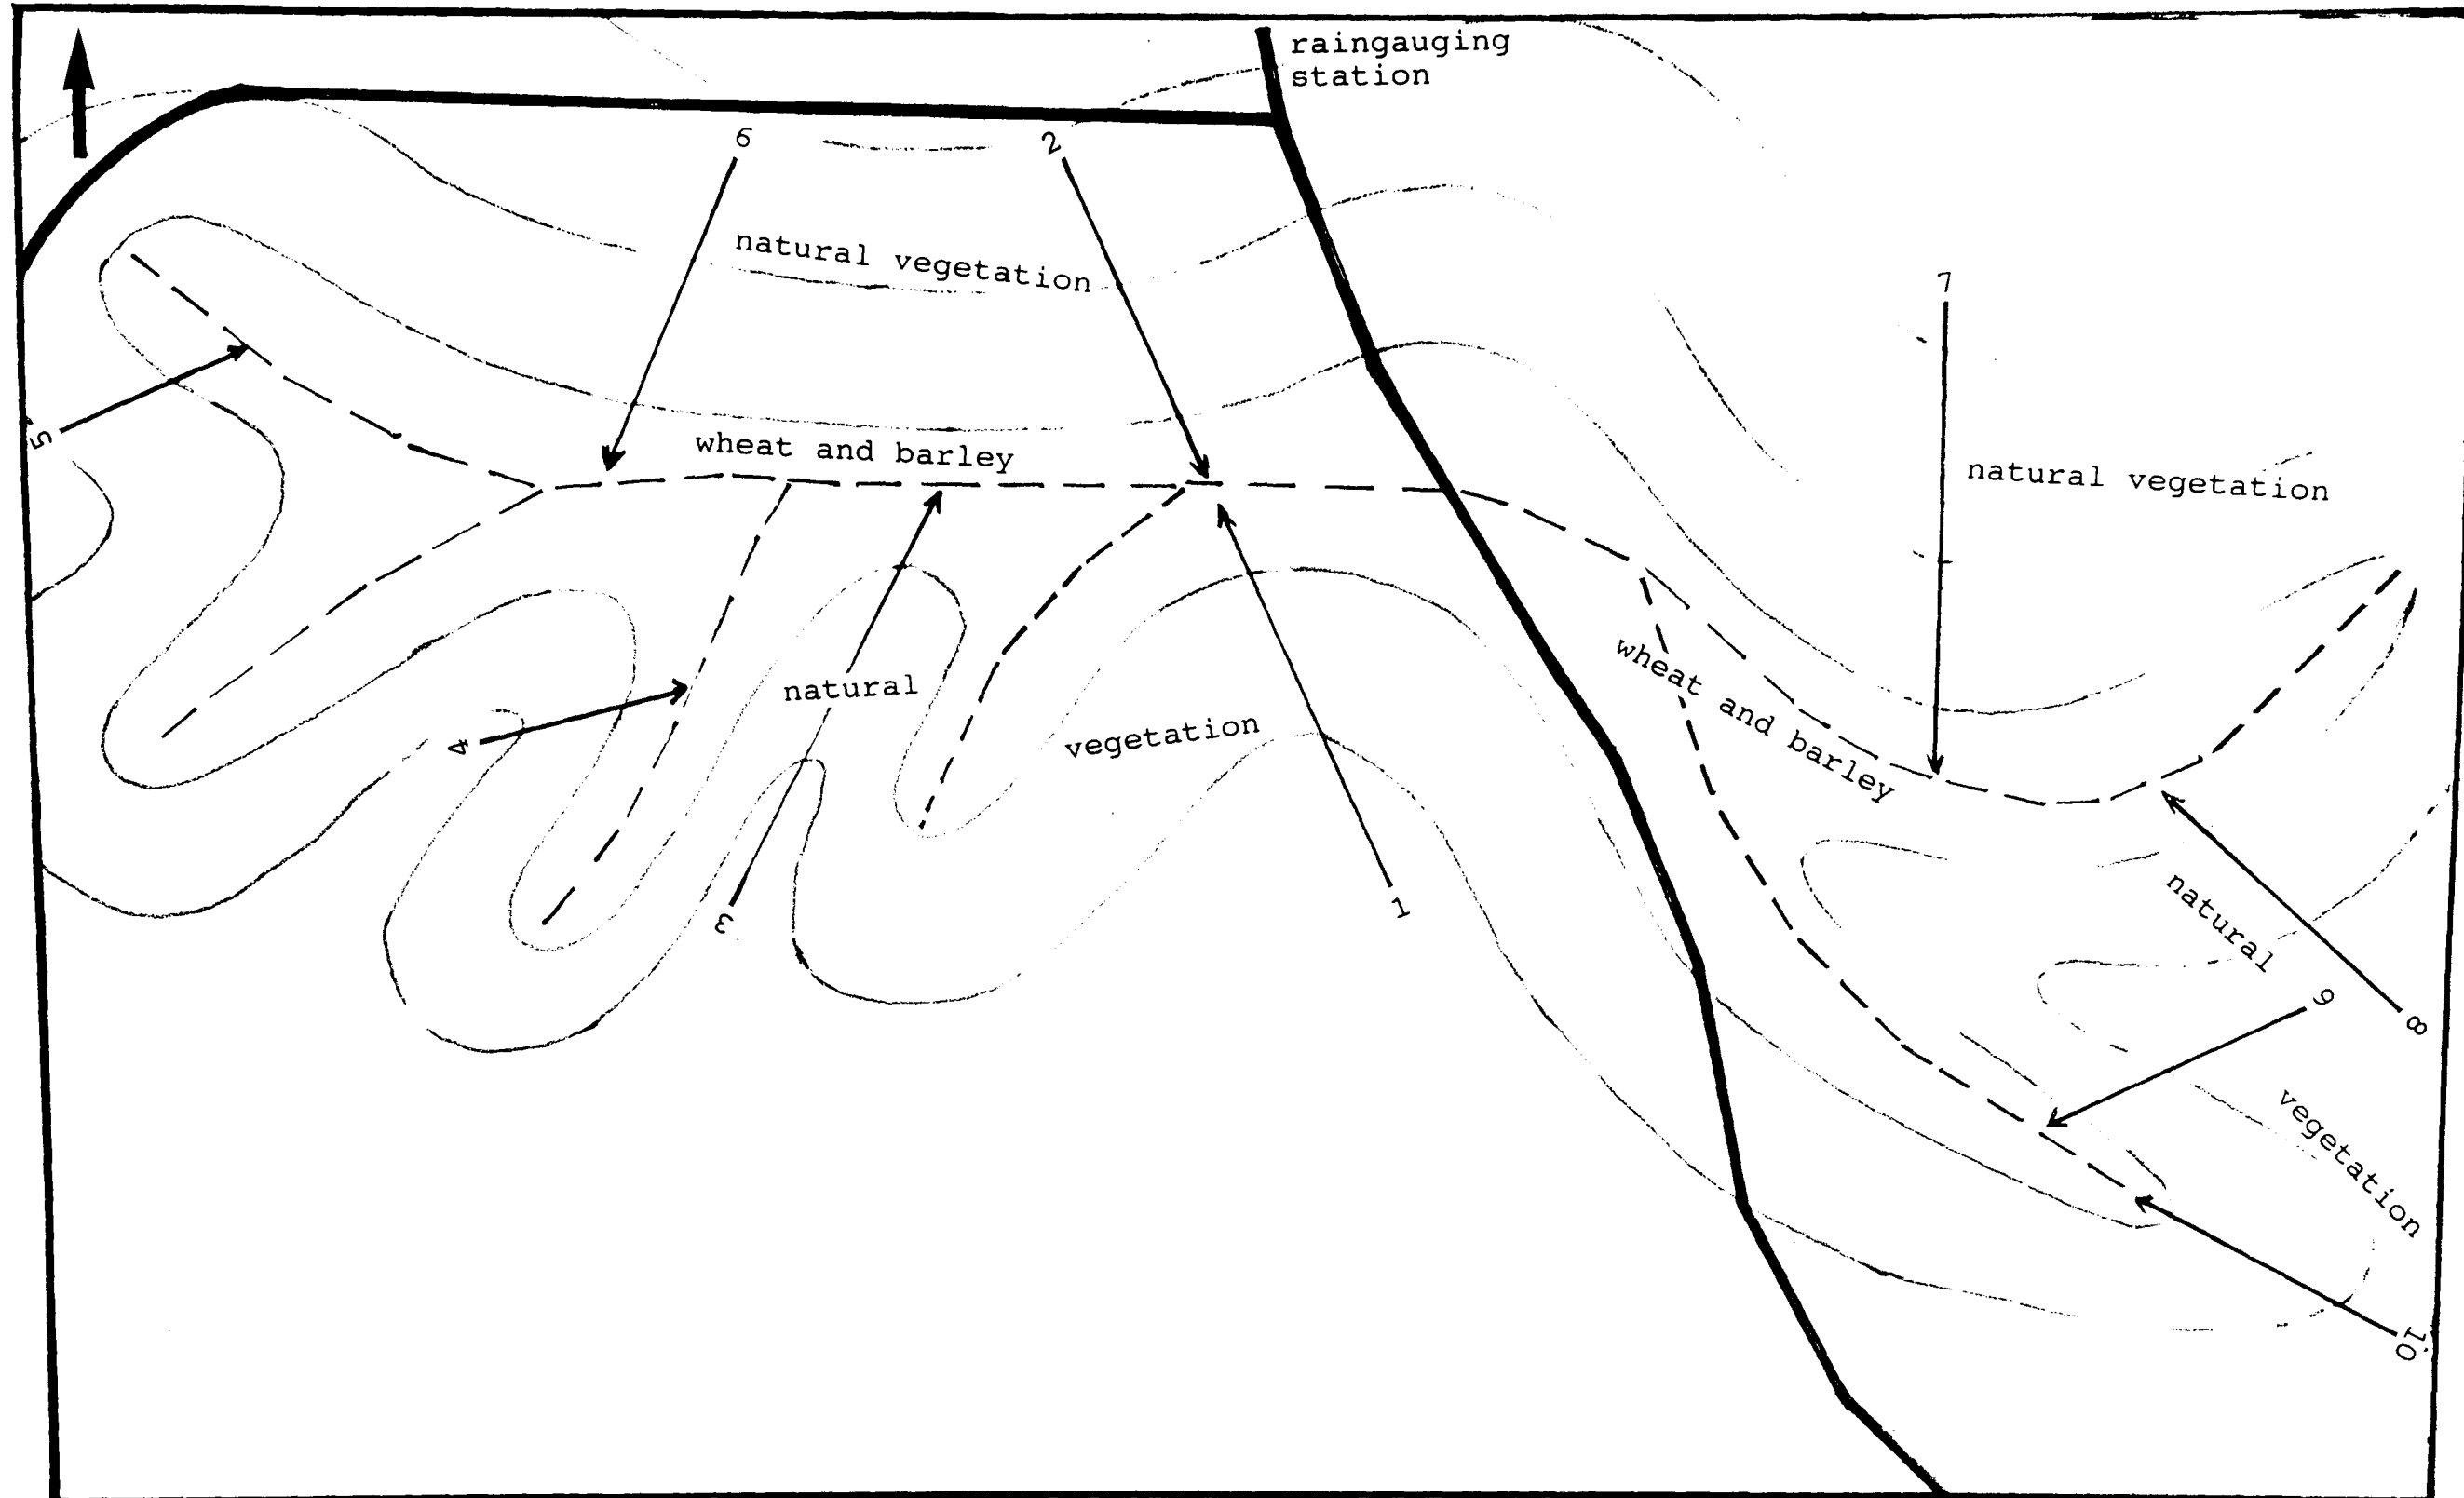 raingauging
station
6
2
natural vegetation
7
5
wheat and barley
natural vegetation
wheat and barley
natural
vegetation
4
3
1
natural
9
8
vegetation
10